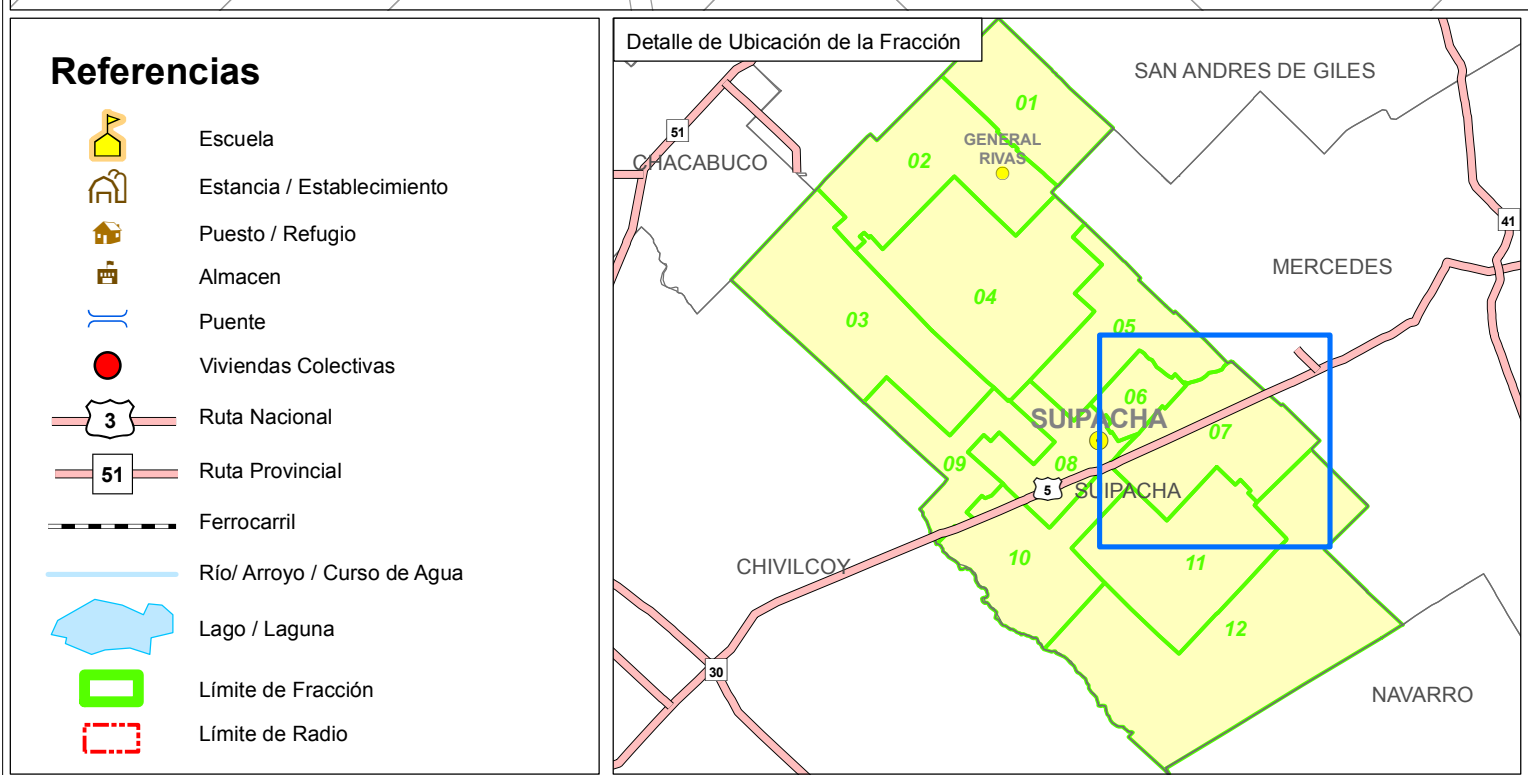 Referencias
Escuela
Estancia / Establecimiento
Puesto / Refugio
Almacen
Puente
Viviendas Colectivas
3
Ruta Nacional
51
Ruta Provincial
Ferrocarril
Río/ Arroyo / Curso de Agua
Lago / Laguna
Límite de Fracción
Límite de Radio
Detalle de Ubicación de la Fracción
SAN ANDRES DE GILES
01
51
GENERAL
RIVAS
02
CHACABUCO
41
MERCEDES
04
03
05
06
SUIPACHA
07
09
08
5
SUIPACHA
10
CHIVILCOY
11
12
30
NAVARRO